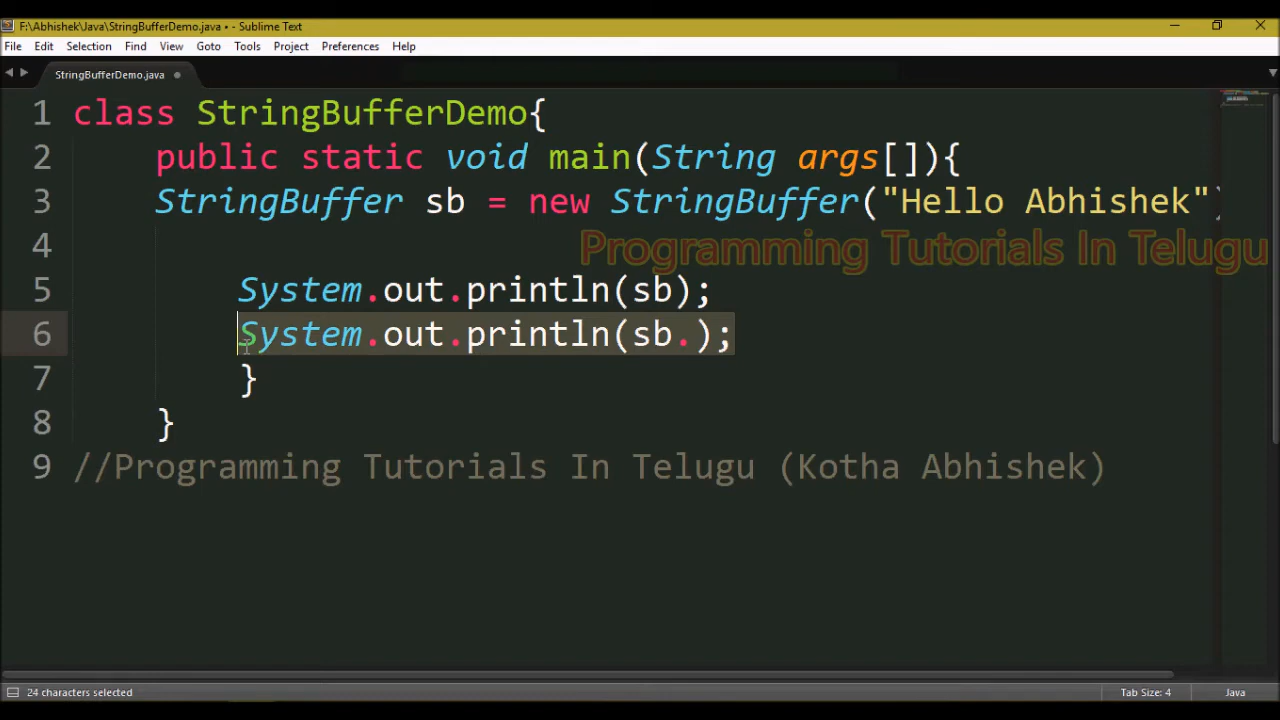 F:\Abhishek\Java\StringBufferDemo.java • - Sublime Text
File Edit Selection Find View Goto Tools Project Preferences Help
StringBufferDemo.java
1 class StringBufferDemo{
2 public static void main(String args[]){
3 StringBuffer sb = new StringBuffer("Hello Abhishek")
4
Programming Tutorials In Telugu
5 System.out.println(sb);
6 System.out.println(sb.);
7 }
8 }
9 //Programming Tutorials In Telugu (Kotha Abhishek)
24 characters selected Tab Size: 4 Java